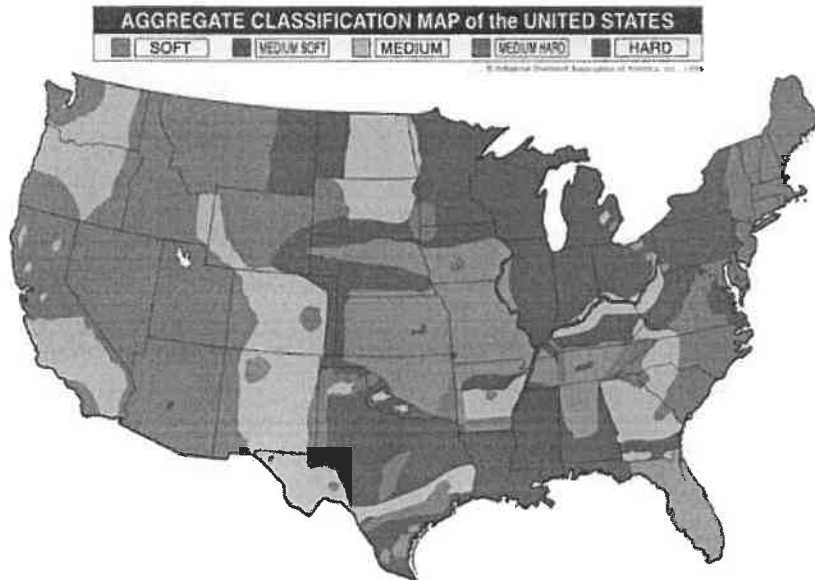 AGGREGATE CLASSIFICATION MAP of the UNITED STATES
SOFT MEDIUM SOFT MEDIUM MEDIUM HARD HARD